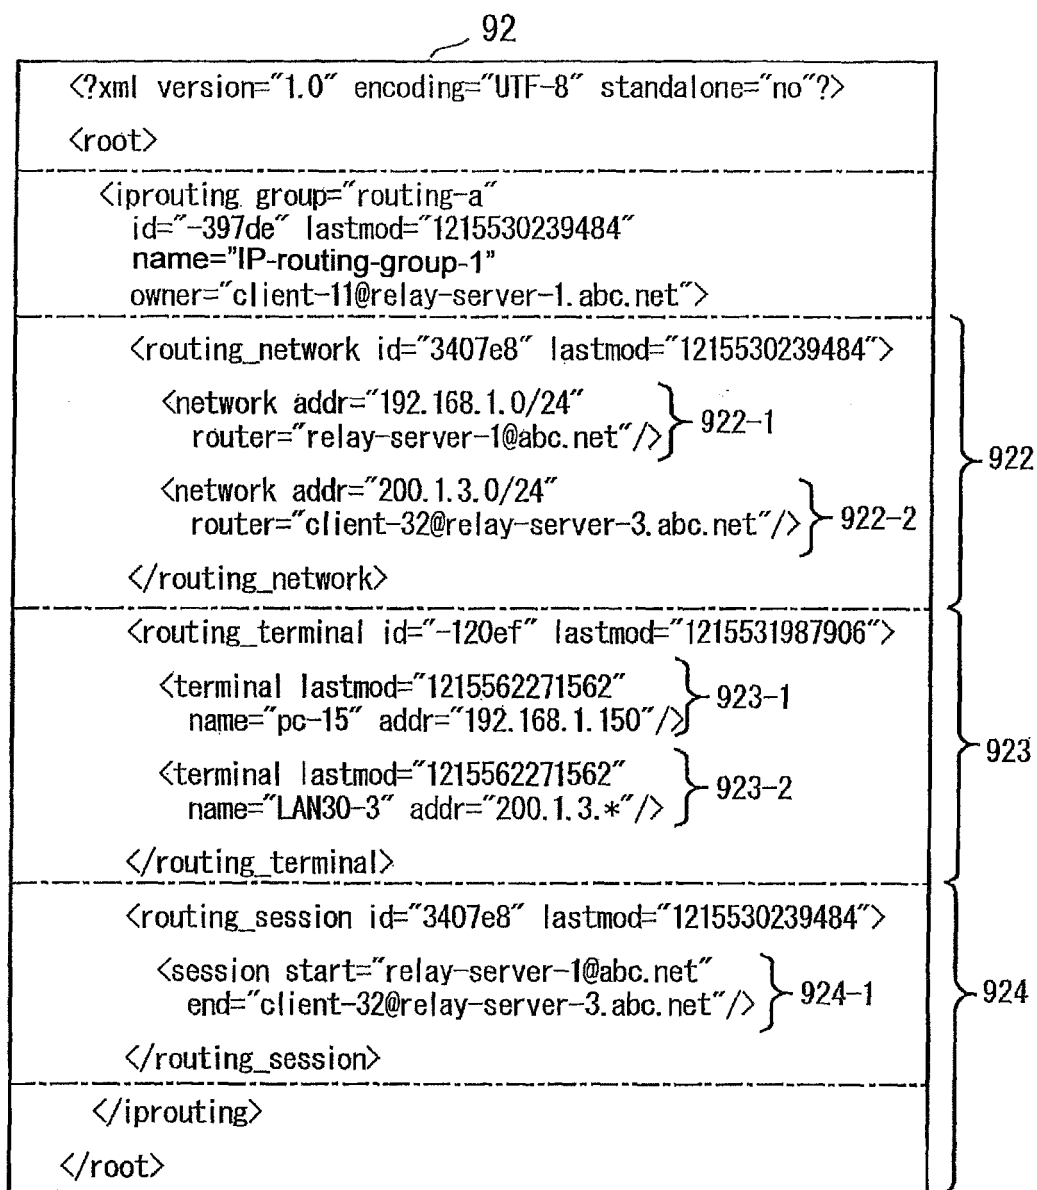 92
<?xml version="1.0" encoding="UTF-8" standalone="no"?>
<root>
<iprouting group="routing-a"
id="-397de" lastmod="1215530239484"
name="IP-routing-group-1"
owner="client-11@relay-server-1.abc.net">
<routing_network id="3407e8" lastmod="1215530239484">
<network addr="192.168.1.0/24"
router="relay-server-1@abc.net"/> 922-1
922
<network addr="200.1.3.0/24"
router="client-32@relay-server-3.abc.net"/> 922-2
</routing_network>
<routing_terminal id="-120ef" lastmod="1215531987906">
<terminal lastmod="1215562271562"
name="pc-15" addr="192.168.1.150"/> 923-1
923
<terminal lastmod="1215562271562"
name="LAN30-3" addr="200.1.3.*"/> 923-2
</routing_terminal>
<routing_session id="3407e8" lastmod="1215530239484">
<session start="relay-server-1@abc.net"
end="client-32@relay-server-3.abc.net"/> 924-1
924
</routing_session>
</iprouting>
</root>